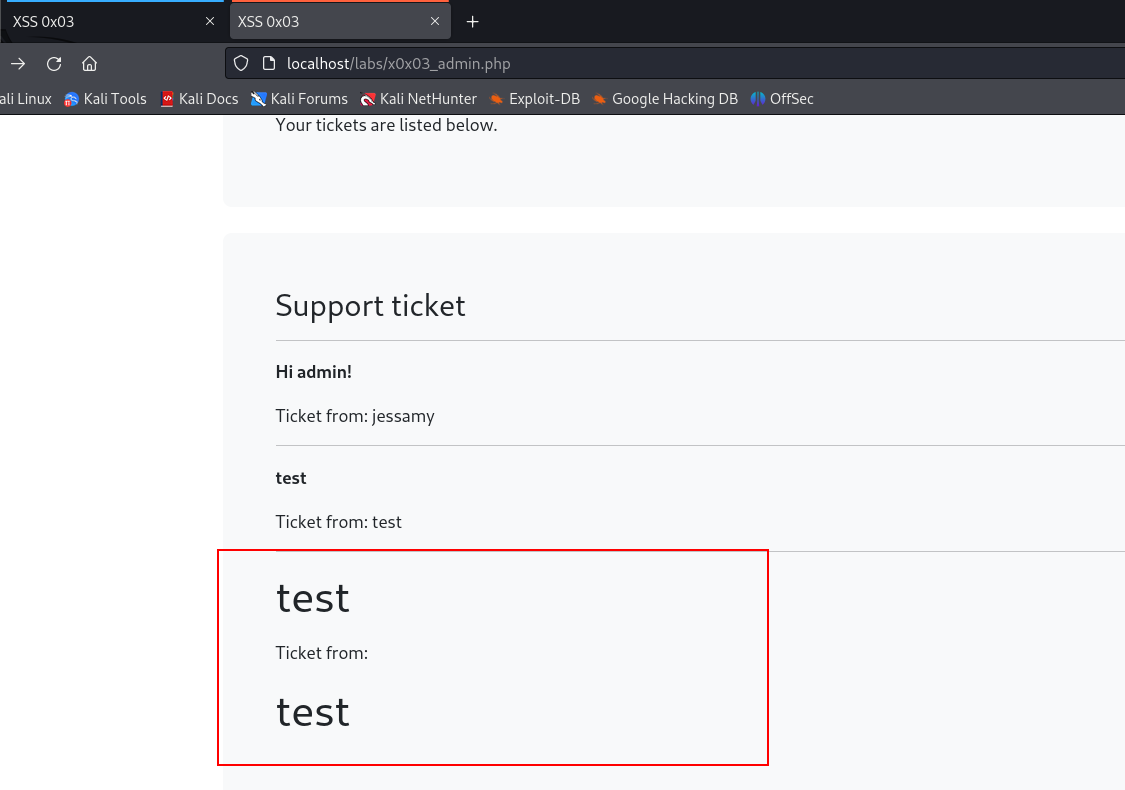 XSS 0x03 XSS 0x03
localhost/labs/x0x03_admin.php
ali Linux Kali Tools Kali Docs Kali Forums Kali NetHunter Exploit-DB Google Hacking DB OffSec
Your tickets are listed below.
Support ticket
Hi admin!
Ticket from: jessamy
test
Ticket from: test
test
Ticket from:
test